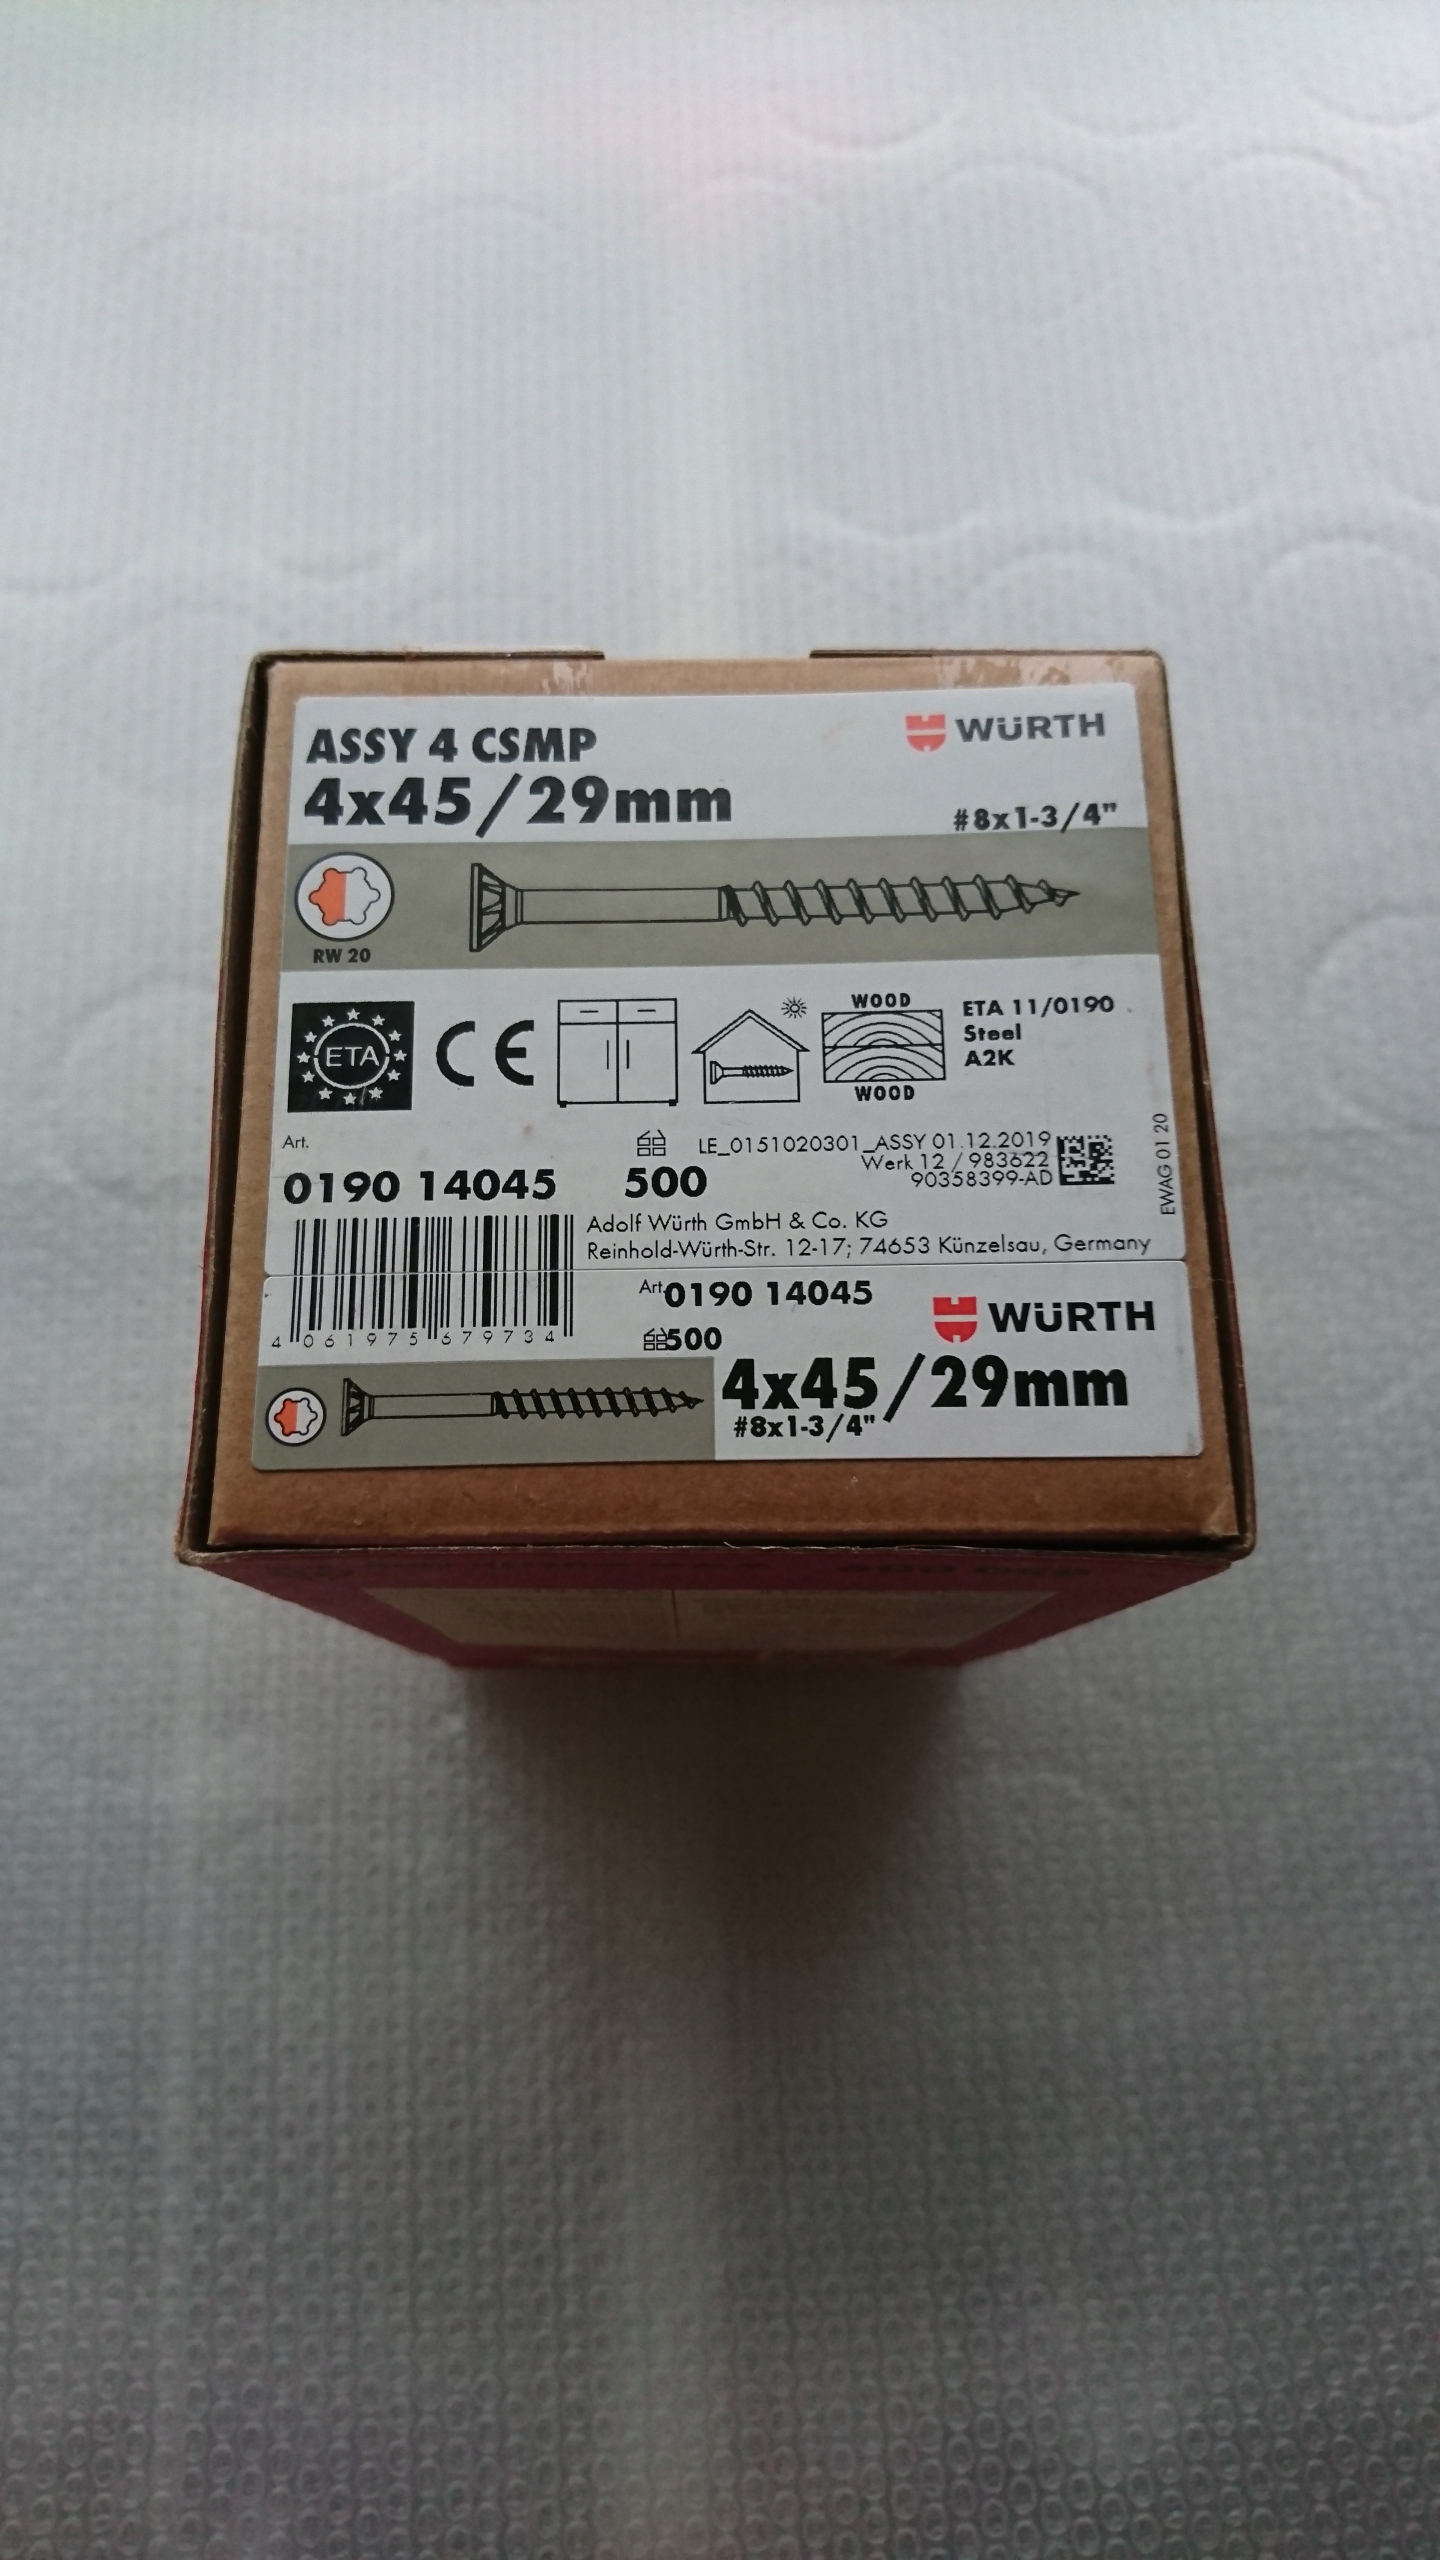 ASSY 4 CSMP
WÜRTH
4x45/29mm
#8x1-3/4"
RW 20
ETA
CE
WOOD
WOOD
ETA 11/0190
Steel
A2K
Art.
0190 14045
500
LE_0151020301_ASSY 01.12.2019
Werk 12 / 983622
90358399-AD
EWAG 01 20
Adolf Würth GmbH & Co. KG
Reinhold-Würth-Str. 12-17; 74653 Künzelsau, Germany
4 061975 679734
Art. 0190 14045
500
WÜRTH
4x45/29mm
#8x1-3/4"